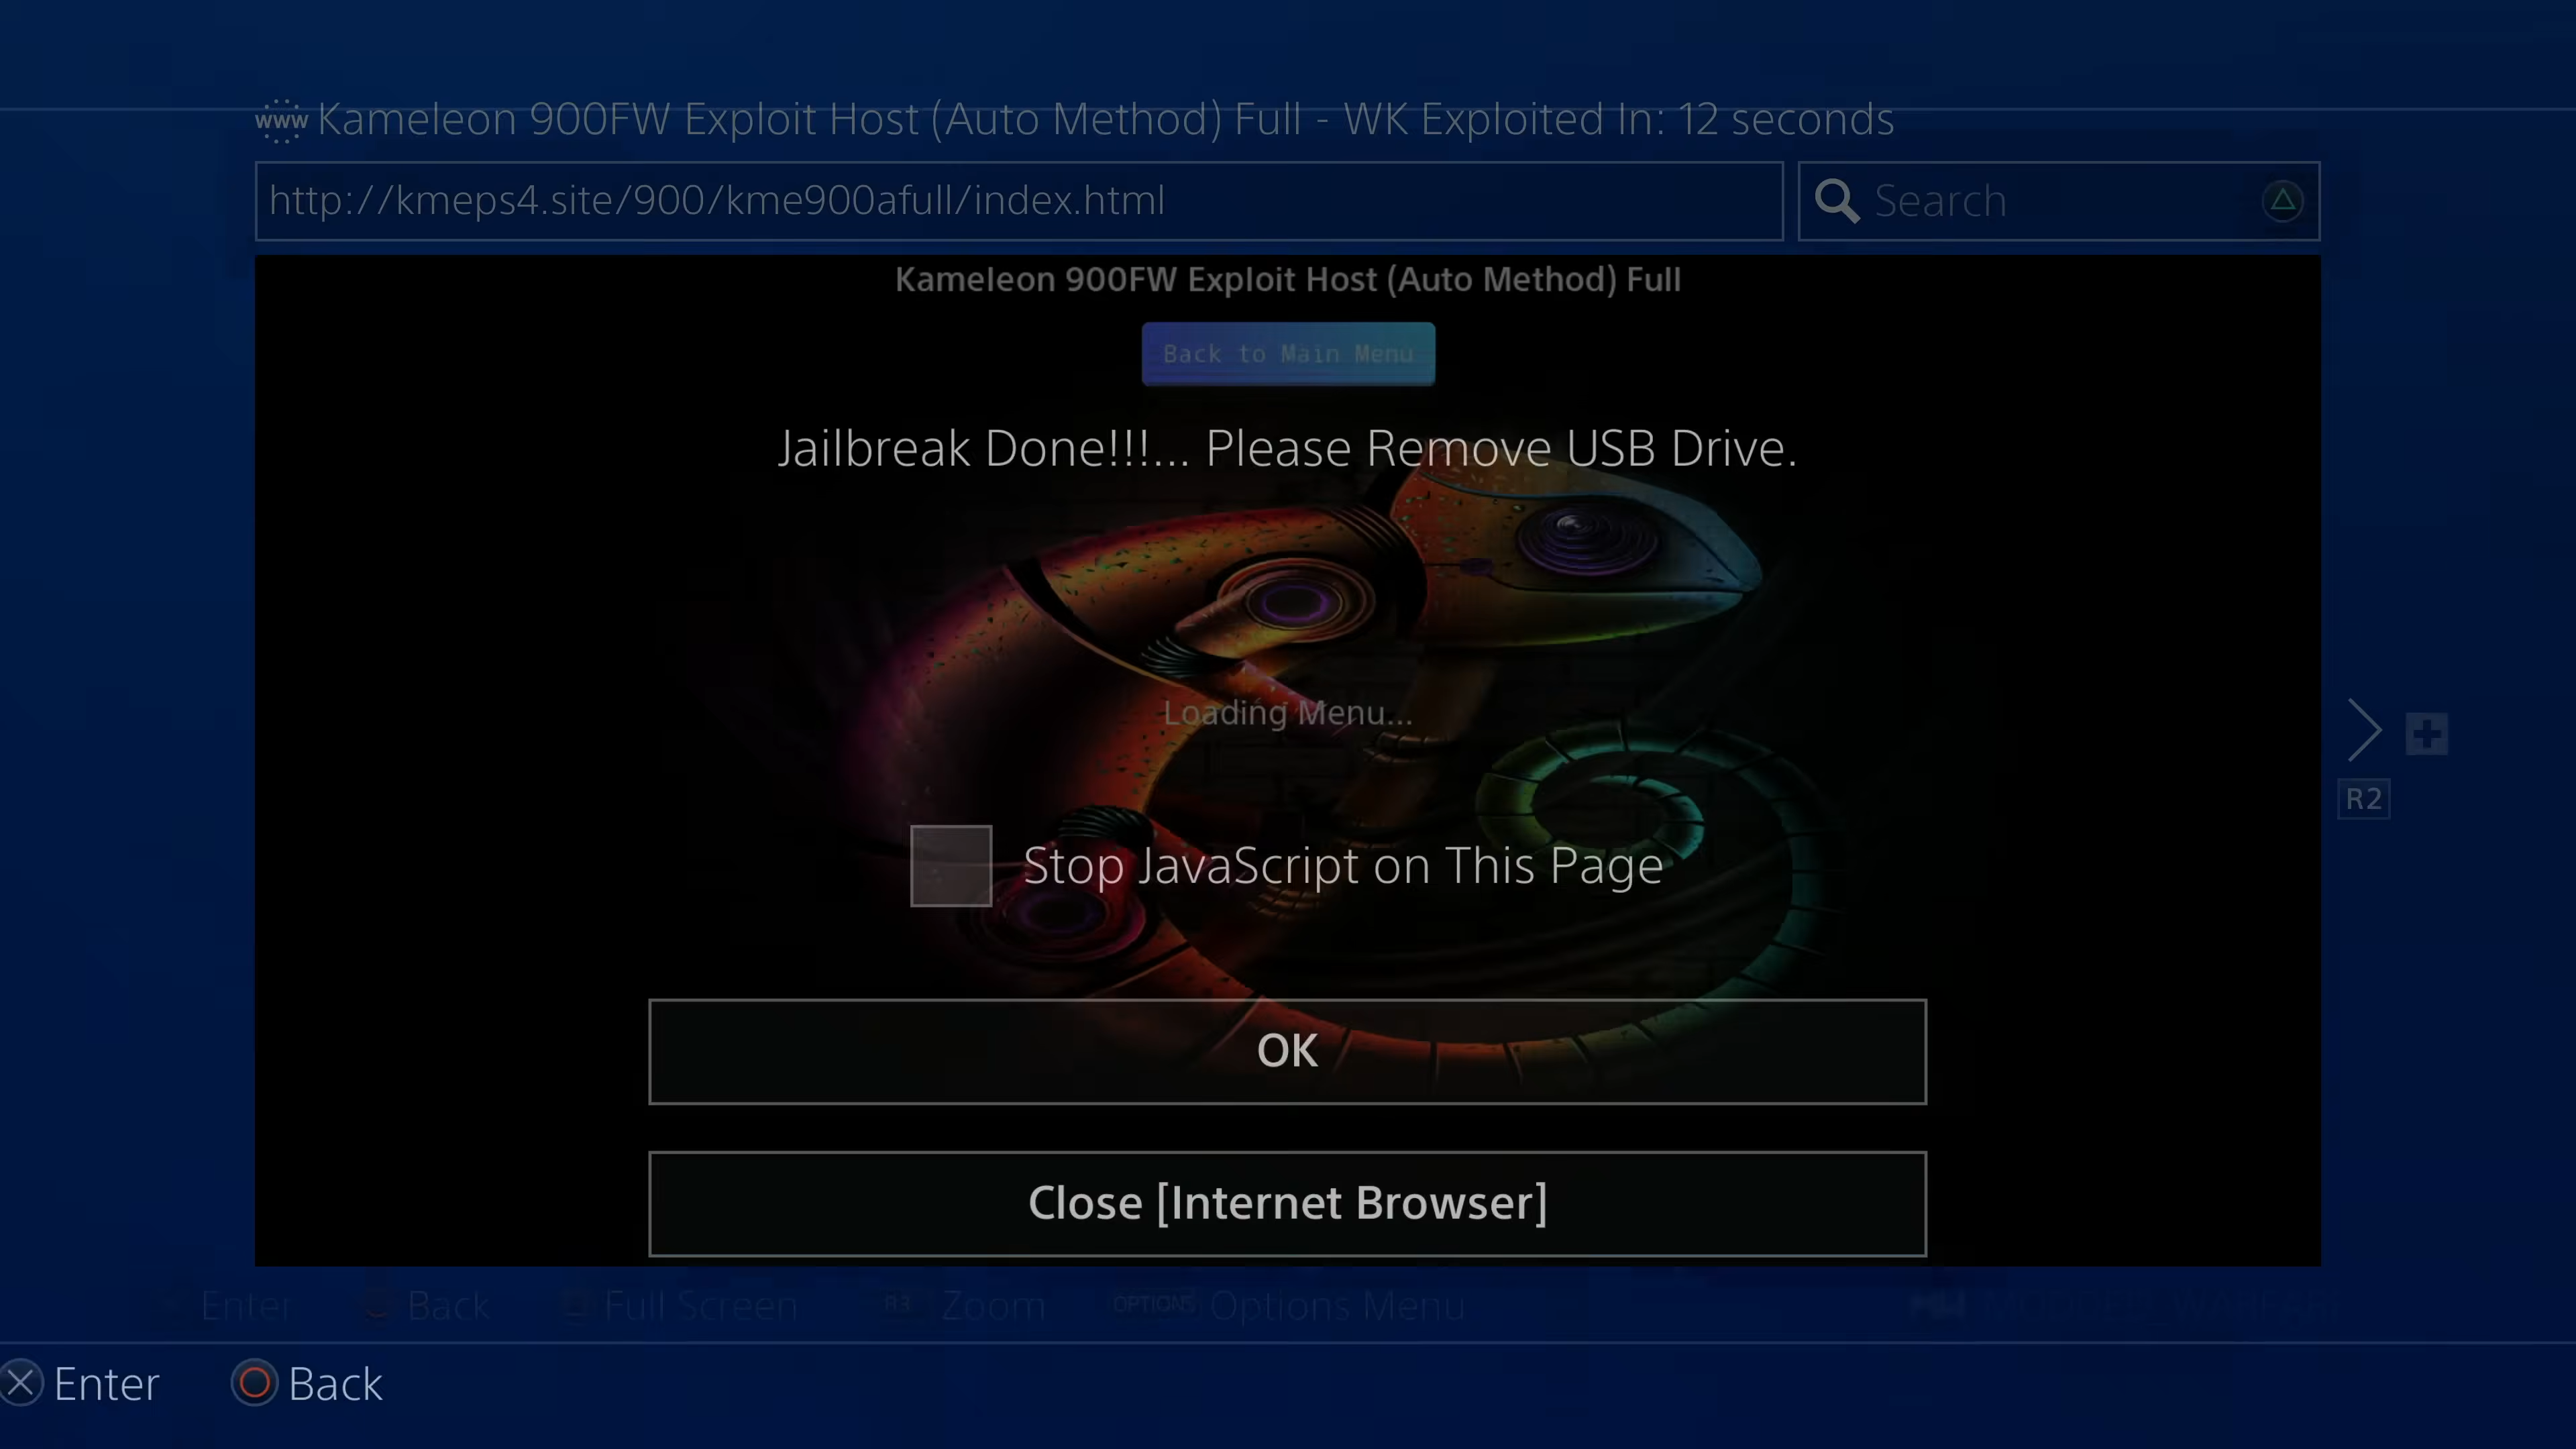 www Kameleon 900FW Exploit Host (Auto Method) Full - WK Exploited In: 12 seconds
http://kmeps4.site/900/kme900afull/index.html
Search
Kameleon 900FW Exploit Host (Auto Method) Full
Back to Main Menu
Jailbreak Done!!!... Please Remove USB Drive.
Loading Menu...
R2
Stop JavaScript on This Page
OK
Close [Internet Browser]
Enter Back Full Screen R3 Zoom OPTIONS Options Menu
Enter Back